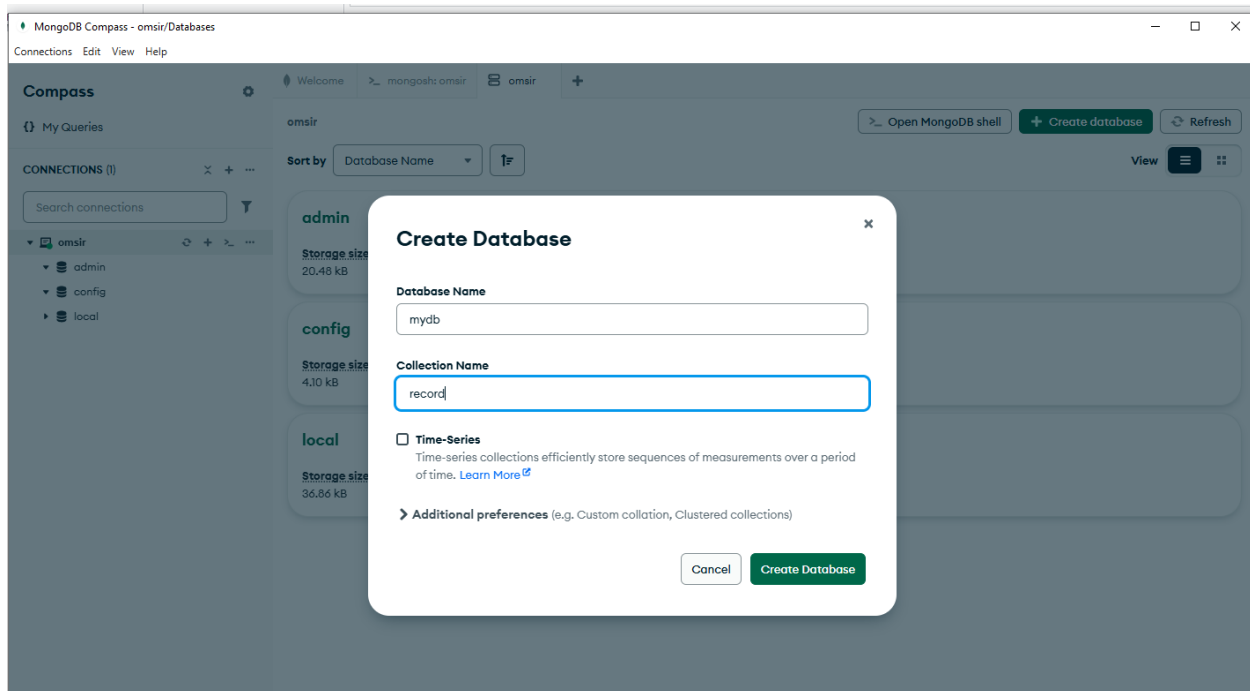 MongoDB Compass - omsir/Databases
Connections Edit View Help
Compass
{} My Queries
CONNECTIONS (1)
Search connections
omsir
admin
config
local
Welcome >_ mongosh: omsir omsir +
omsir
>_ Open MongoDB shell + Create database Refresh
Sort by Database Name View
admin
Storage size
20.48 kB
config
Storage size
4.10 kB
local
Storage size
36.86 kB
Create Database
Database Name
mydb
Collection Name
record
Time-Series
Time-series collections efficiently store sequences of measurements over a period
of time. Learn More
Additional preferences (e.g. Custom collation, Clustered collections)
Cancel Create Database